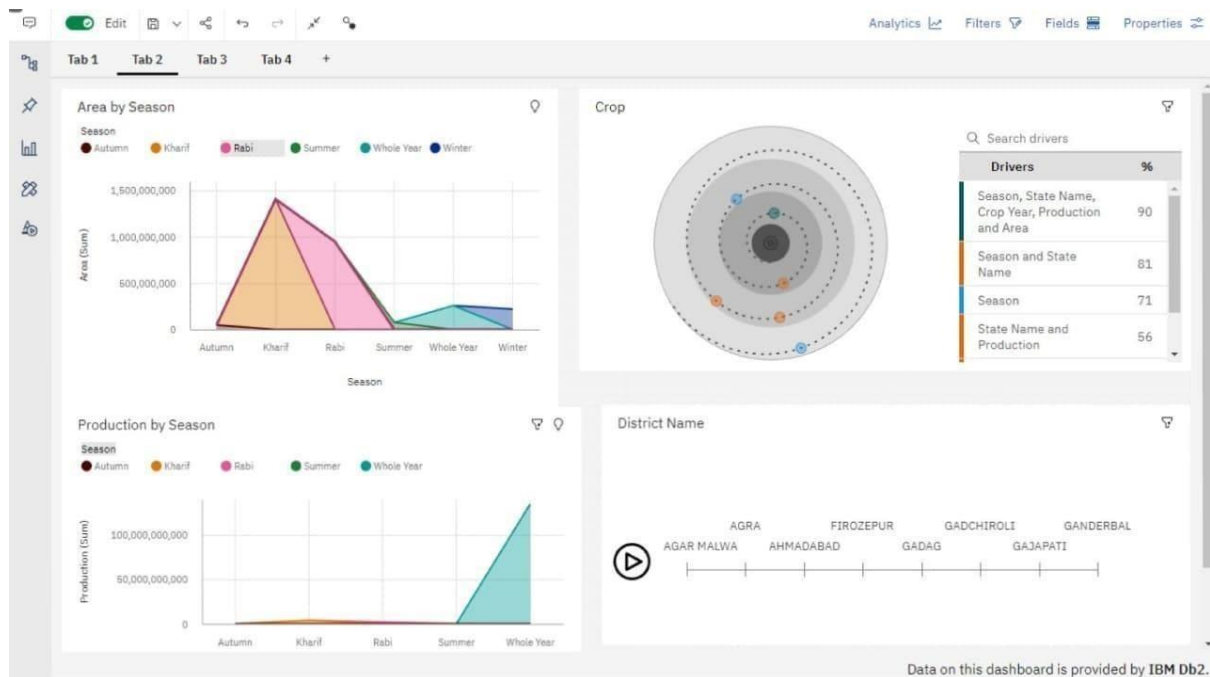 Edit
Analytics
Filters
Fields
Properties
Tab 1
Tab 2
Tab 3
Tab 4
+
Area by Season
Season
Autumn
Kharif
Rabi
Summer
Whole Year
Winter
Area (Sum)
1,500,000,000
1,000,000,000
500,000,000
0
Autumn
Kharif
Rabi
Summer
Whole Year
Winter
Season
Crop
Search drivers
Drivers
%
Season, State Name,
Crop Year, Production
and Area
90
Season and State
Name
81
Season
71
State Name and
Production
56
Production by Season
Season
Autumn
Kharif
Rabi
Summer
Whole Year
Production (Sum)
100,000,000,000
50,000,000,000
0
Autumn
Kharif
Rabi
Summer
Whole Year
District Name
AGRA
FIROZEPUR
GADCHIROLI
GANDERBAL
AGAR MALWA
AHMADABAD
GADAG
GAJAPATI
Data on this dashboard is provided by IBM Db2.